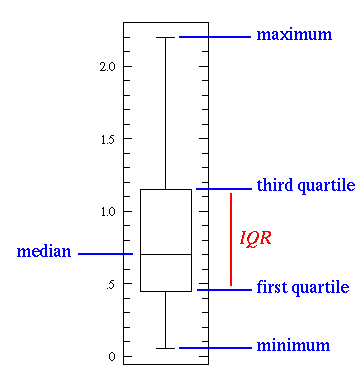 maximum
2.0
1.5
third quartile
1.0
IQR
median
.5
first quartile
minimum
0